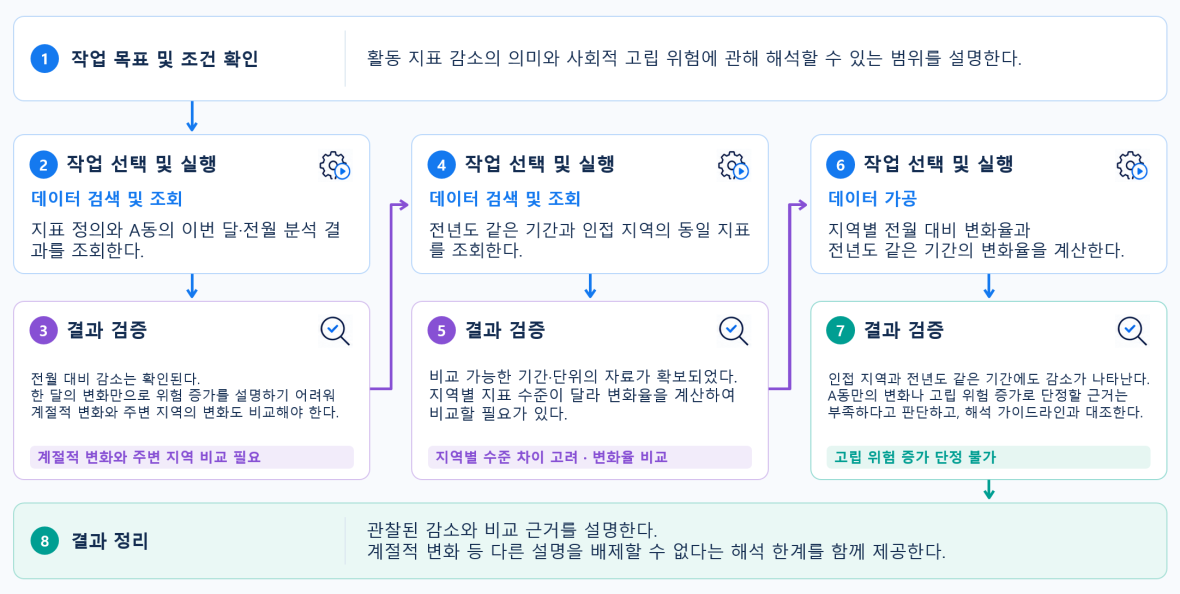 1 작업 목표 및 조건 확인
활동 지표 감소의 의미와 사회적 고립 위험에 관해 해석할 수 있는 범위를 설명한다.
2 작업 선택 및 실행
데이터 검색 및 조회
지표 정의와 A동의 이번 달·전월 분석 결
과를 조회한다.
3 결과 검증
전월 대비 감소는 확인된다.
한 달의 변화만으로 위험 증가를 설명하기 어려워
계절적 변화와 주변 지역의 변화도 비교해야 한다.
계절적 변화와 주변 지역 비교 필요
4 작업 선택 및 실행
데이터 검색 및 조회
전년도 같은 기간과 인접 지역의 동일 지표
를 조회한다.
5 결과 검증
비교 가능한 기간·단위의 자료가 확보되었다.
지역별 지표 수준이 달라 변화율을 계산하여
비교할 필요가 있다.
지역별 수준 차이 고려 · 변화율 비교
6 작업 선택 및 실행
데이터 가공
지역별 전월 대비 변화율과
전년도 같은 기간의 변화율을 계산한다.
7 결과 검증
인접 지역과 전년도 같은 기간에도 감소가 나타난다.
A동만의 변화나 고립 위험 증가로 단정할 근거는
부족하다고 판단하고, 해석 가이드라인과 대조한다.
고립 위험 증가 단정 불가
8 결과 정리
관찰된 감소와 비교 근거를 설명한다.
계절적 변화 등 다른 설명을 배제할 수 없다는 해석 한계를 함께 제공한다.